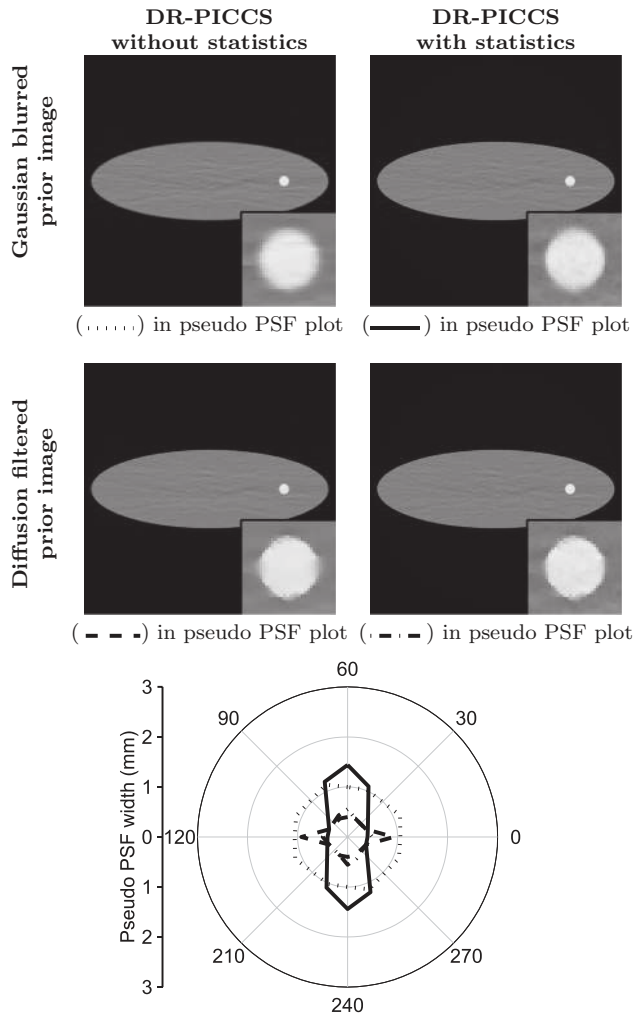 DR-PICCS
without statistics
DR-PICCS
with statistics
Gaussian blurred
prior image
(......) in pseudo PSF plot
(—) in pseudo PSF plot
Diffusion filtered
prior image
(- - -) in pseudo PSF plot
(· – · –) in pseudo PSF plot
Pseudo PSF width (mm)
3
2
1
0
1
2
3
60
90
30
120
0
210
270
240